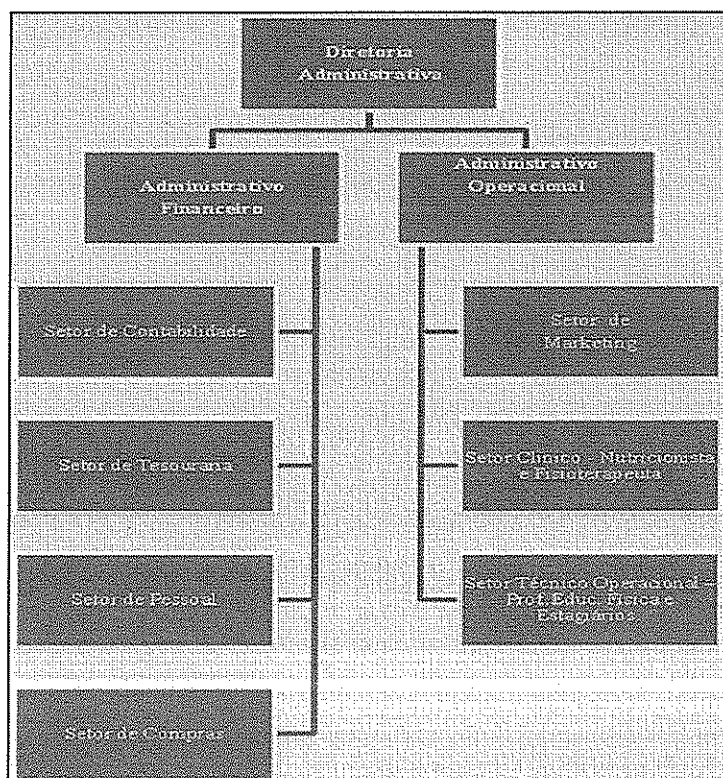 Diretoria
Administrativa
Administrativo
Financeiro
Administrativo
Operacional
Setor de Contabilidade
Setor de Tesouraria
Setor de Pessoal
Setor de Compras
Setor de
Marketing
Setor Clínico – Nutricionista
e Fisioterapeuta
Setor Técnico Operacional –
Prof. Educ. Física e
Estagiários